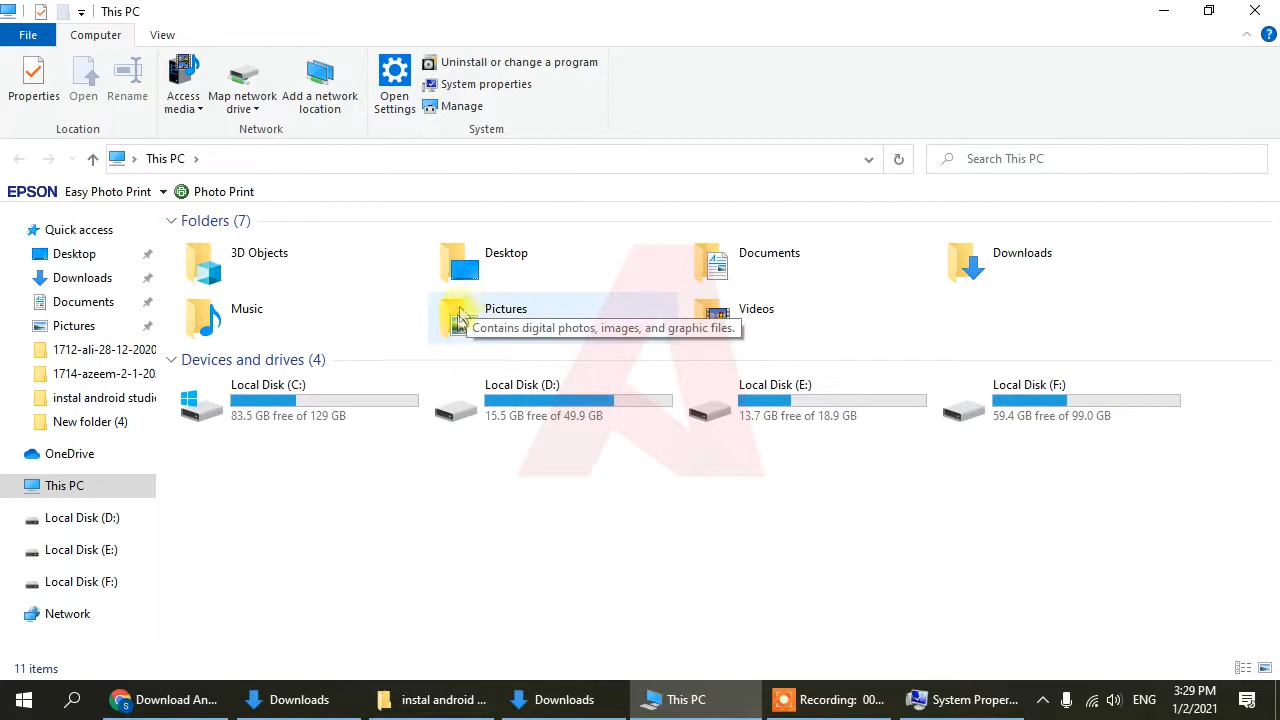 This PC
File Computer View
Properties Open Rename Access media Map network drive Add a network location Open Settings Uninstall or change a program
System properties
Manage
Location Network System
This PC Search This PC
EPSON Easy Photo Print Photo Print
Quick access
Desktop
Downloads
Documents
Pictures
1712-ali-28-12-2020
1714-azeem-2-1-202
instal android studio
New folder (4)
OneDrive
This PC
Local Disk (D:)
Local Disk (E:)
Local Disk (F:)
Network
Folders (7)
3D Objects Desktop Documents Downloads
Music Pictures Videos
Contains digital photos, images, and graphic files.
Devices and drives (4)
Local Disk (C:) Local Disk (D:) Local Disk (E:) Local Disk (F:)
83.5 GB free of 129 GB 15.5 GB free of 49.9 GB 13.7 GB free of 18.9 GB 59.4 GB free of 99.0 GB
A
11 items
Download An... Downloads instal android ... Downloads This PC Recording: 00... System Proper... ENG 3:29 PM
1/2/2021